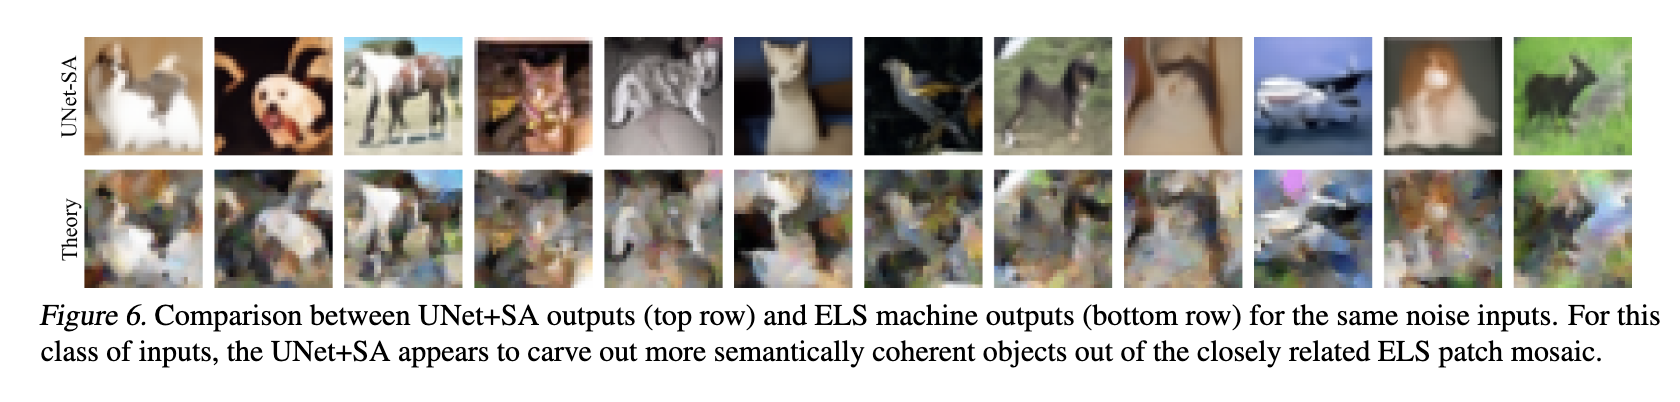 UNet-SA
Theory
Figure 6. Comparison between UNet+SA outputs (top row) and ELS machine outputs (bottom row) for the same noise inputs. For this
class of inputs, the UNet+SA appears to carve out more semantically coherent objects out of the closely related ELS patch mosaic.